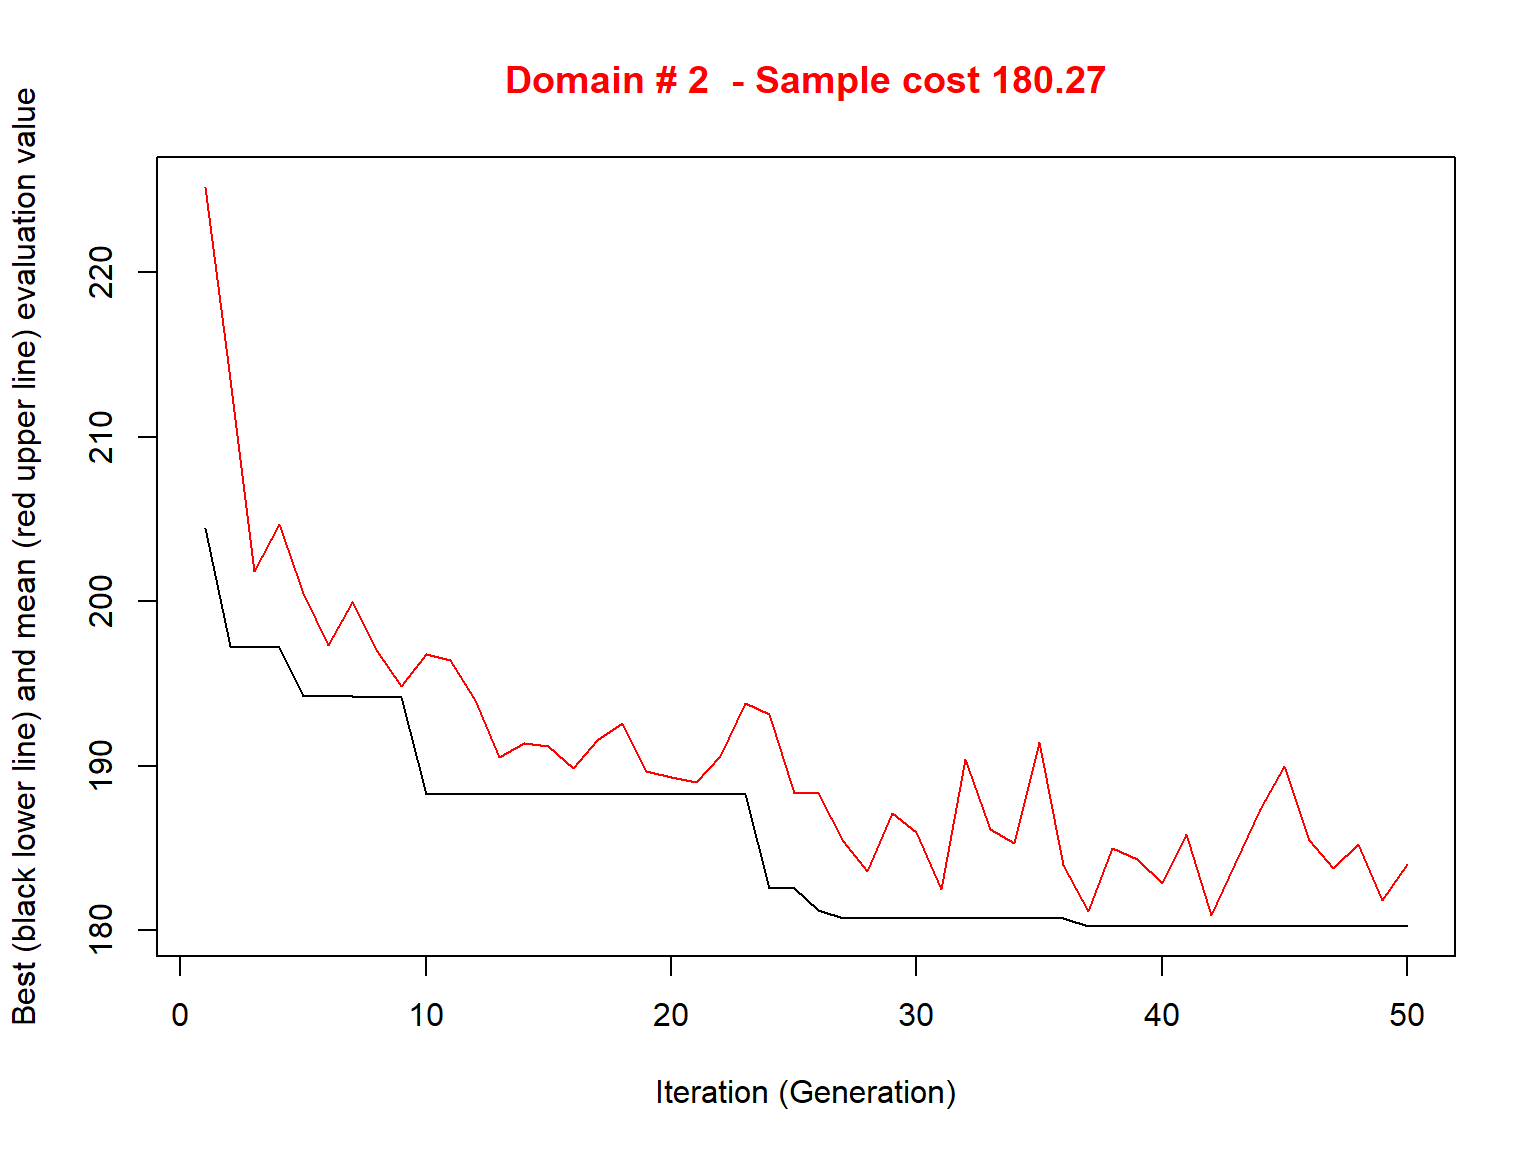 Domain # 2  - Sample cost 180.27
Best (black lower line) and mean (red upper line) evaluation value
220
210
200
190
180
0 10 20 30 40 50
Iteration (Generation)